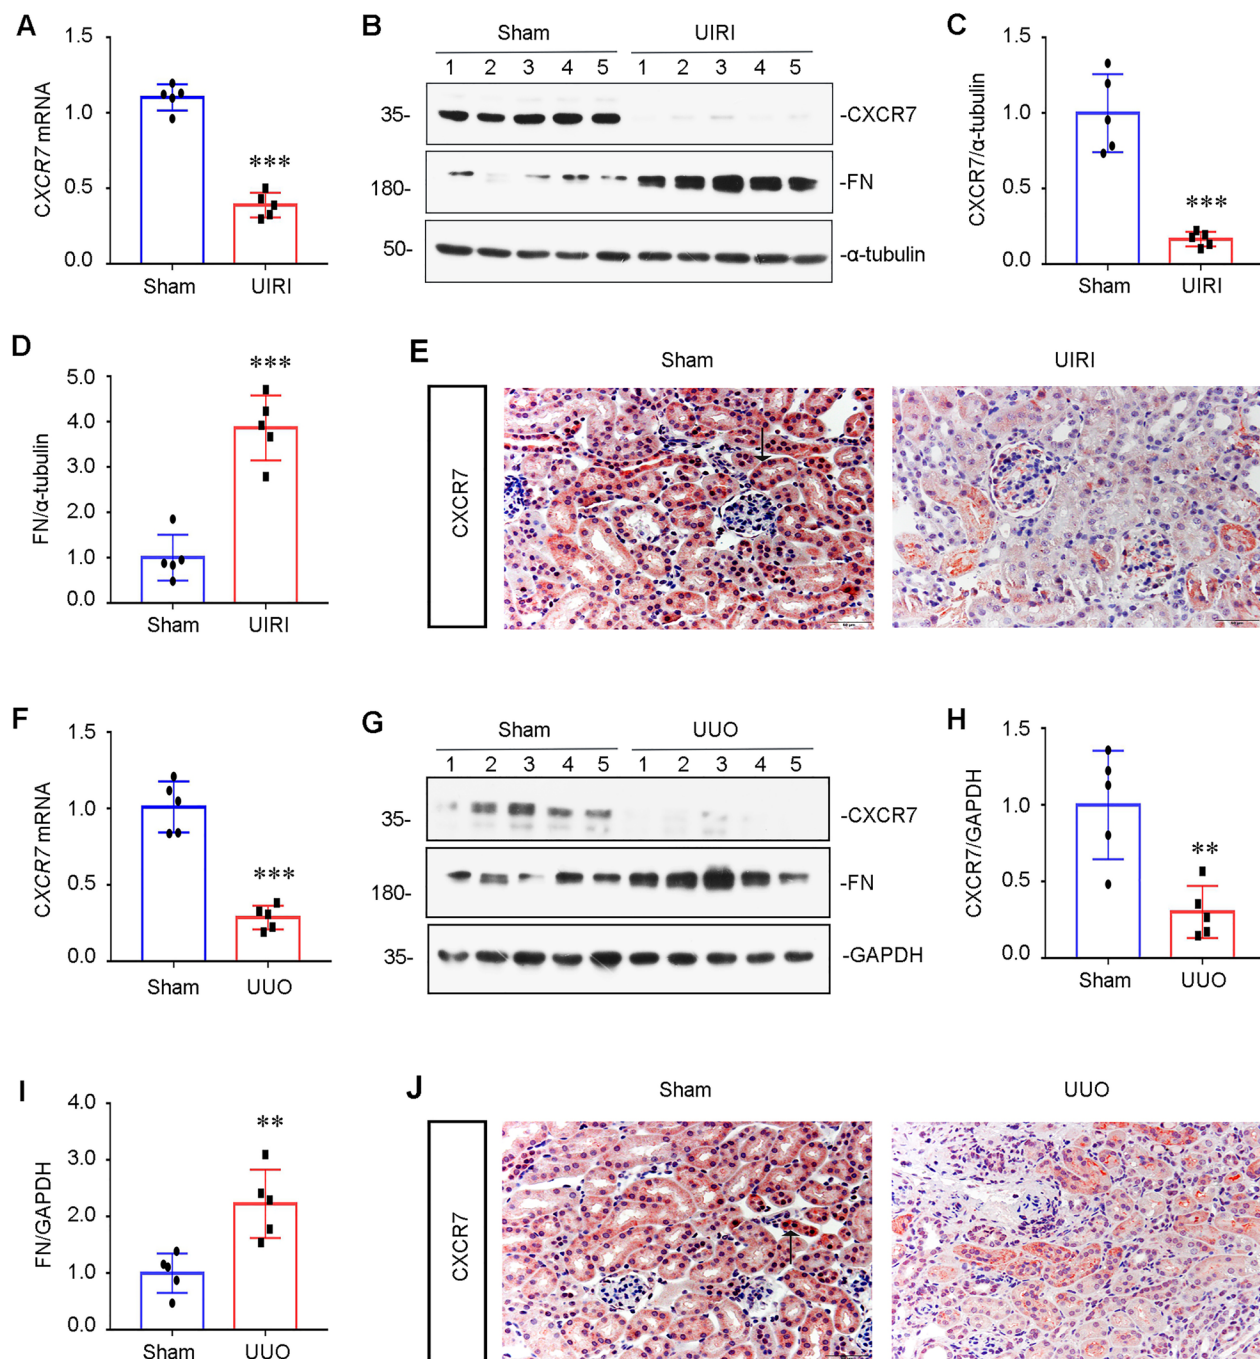 A
1.5
1.0
0.5
0.0
CXCR7 mRNA
***
Sham
UIRI
B
Sham
UIRI
1 2 3 4 5 1 2 3 4 5
35-
-CXCR7
180-
-FN
50-
-α-tubulin
C
1.5
1.0
0.5
0.0
CXCR7/α-tubulin
***
Sham
UIRI
D
5.0
4.0
3.0
2.0
1.0
0.0
FN/α-tubulin
***
Sham
UIRI
E
Sham
UIRI
CXCR7
F
1.5
1.0
0.5
0.0
CXCR7 mRNA
***
Sham
UUO
G
Sham
UUO
1 2 3 4 5 1 2 3 4 5
35-
-CXCR7
180-
-FN
35-
-GAPDH
H
1.5
1.0
0.5
0.0
CXCR7/GAPDH
**
Sham
UUO
I
4.0
3.0
2.0
1.0
0.0
FN/GAPDH
**
Sham
UUO
J
Sham
UUO
CXCR7